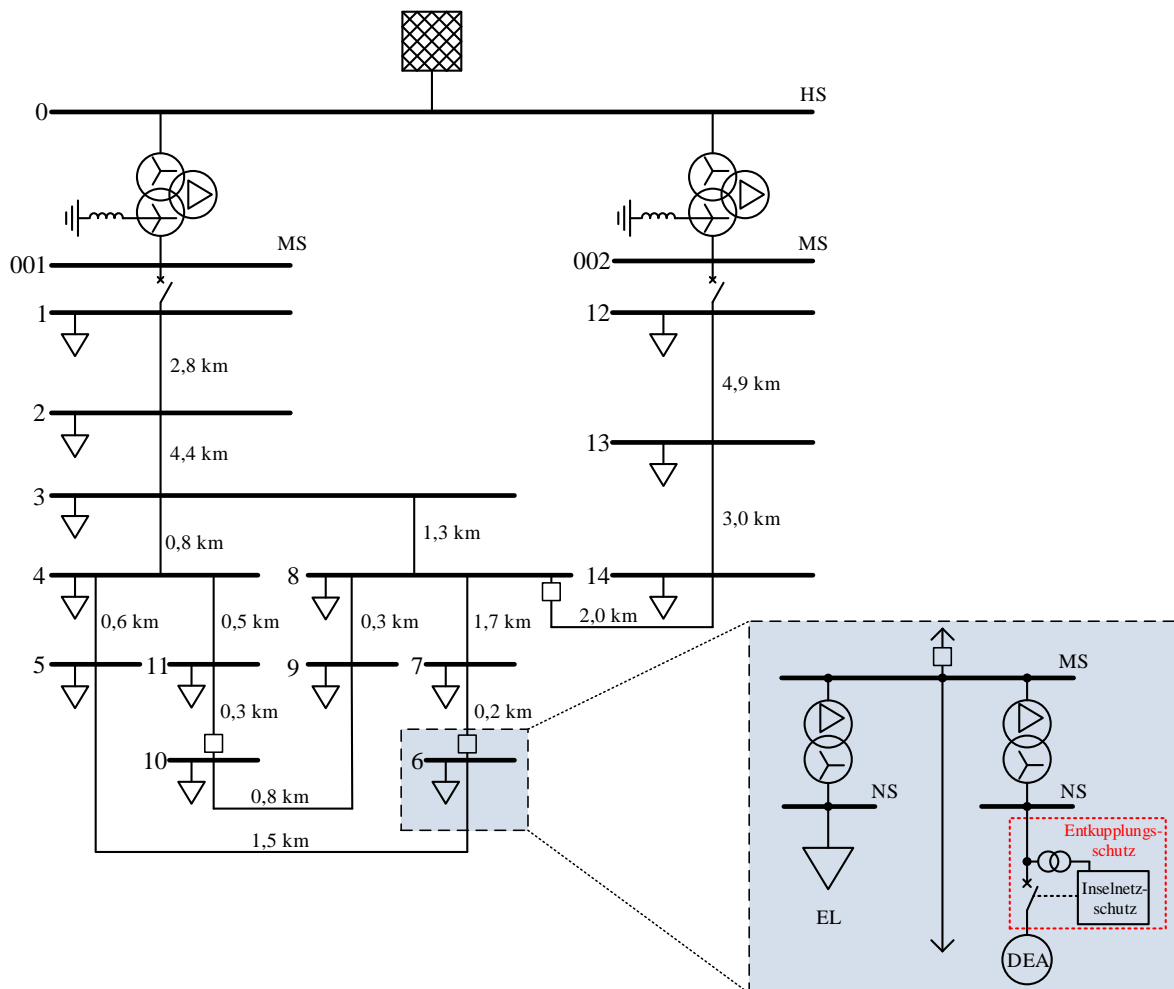 0
HS
MS
001
MS
002
1
12
2,8 km
4,9 km
2
13
4,4 km
3
3,0 km
0,8 km
1,3 km
4
8
14
0,6 km
0,5 km
0,3 km
1,7 km
2,0 km
5
11
9
7
0,3 km
0,2 km
10
6
0,8 km
1,5 km
MS
NS
NS
Entkupplungs-
schutz
Inselnetz-
schutz
EL
DEA